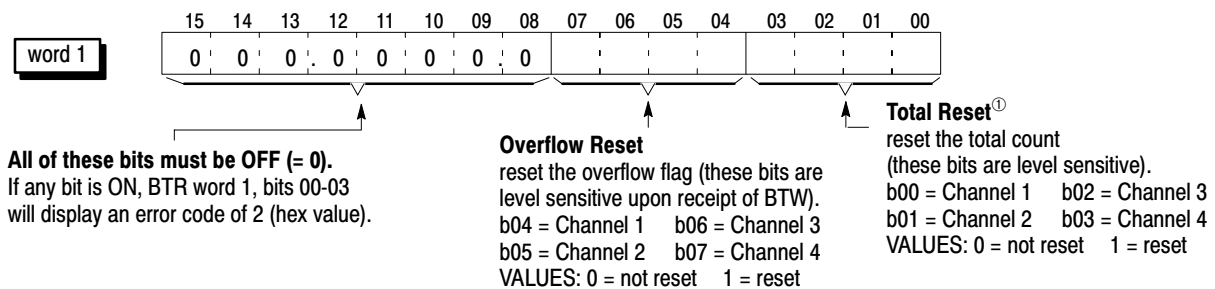 15 14 13 12 11 10 09 08 07 06 05 04 03 02 01 00
word 1
0 0 0 . 0 0 0 0 . 0
All of these bits must be OFF (= 0).
If any bit is ON, BTR word 1, bits 00-03
will display an error code of 2 (hex value).
Overflow Reset
reset the overflow flag (these bits are
level sensitive upon receipt of BTW).
b04 = Channel 1 b06 = Channel 3
b05 = Channel 2 b07 = Channel 4
VALUES: 0 = not reset 1 = reset
Total Reset①
reset the total count
(these bits are level sensitive).
b00 = Channel 1 b02 = Channel 3
b01 = Channel 2 b03 = Channel 4
VALUES: 0 = not reset 1 = reset